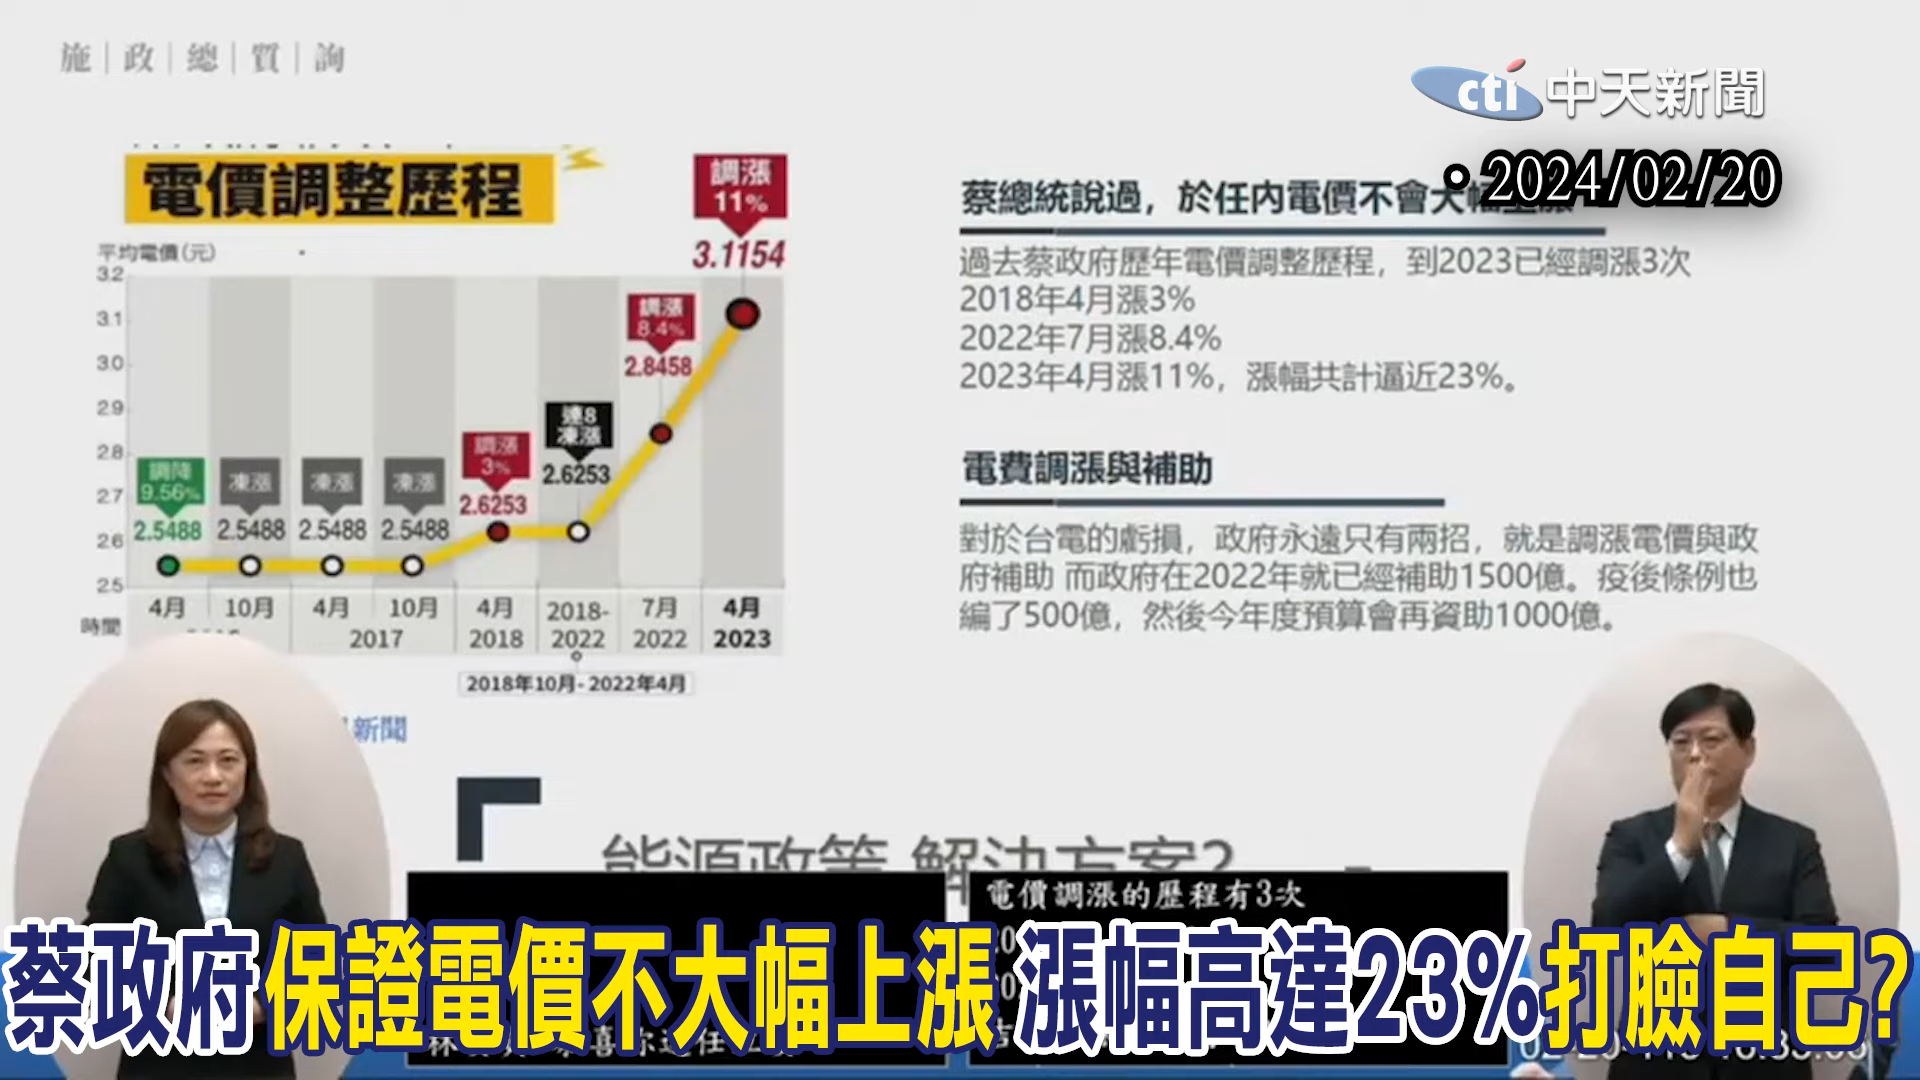 施政總質詢
cti 中天新聞
• 2024/02/20
電價調整歷程
平均電價(元)
3.2
3.1
3.0
2.9
2.8
2.7
2.6
2.5
調降
9.56%
2.5488
凍漲
2.5488
凍漲
2.5488
凍漲
2.5488
調漲
3%
2.6253
連8
凍漲
2.6253
調漲
8.4%
2.8458
調漲
11%
3.1154
時間
4月 10月 4月 10月 4月 2018- 7月 4月
2017 2018 2022 2022 2023
2018年10月-2022年4月
新聞
蔡總統說過，於任內電價不會大幅上漲
過去蔡政府歷年電價調整歷程，到2023已經調漲3次
2018年4月漲3%
2022年7月漲8.4%
2023年4月漲11%，漲幅共計逼近23%。
電費調漲與補助
對於台電的虧損，政府永遠只有兩招，就是調漲電價與政
府補助 而政府在2022年就已經補助1500億。疫後條例也
編了500億，然後今年度預算會再資助1000億。
能源政策 解決方案?
電價調漲的歷程有3次
蔡政府保證電價不大幅上漲 漲幅高達23%打臉自己?